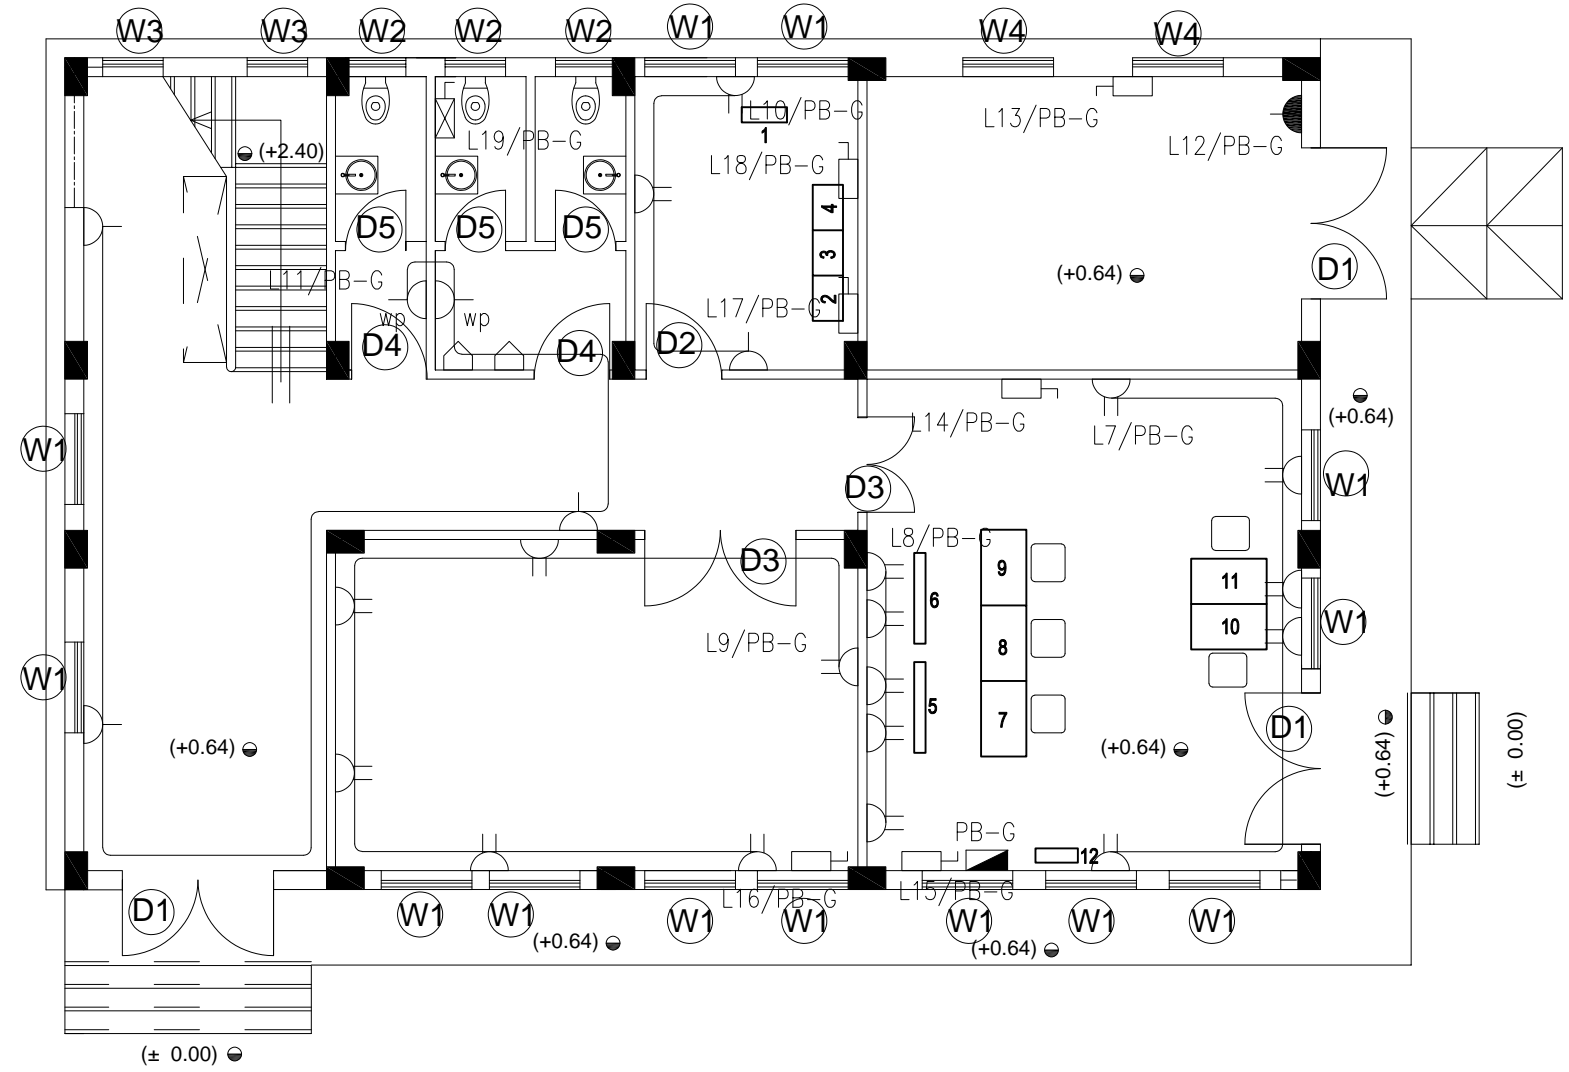 W3 W3 W2 W2 W2 W1 W1 W4 W4
L10/PB-G
1
L13/PB-G
L19/PB-G
L12/PB-G
(+2.40)
L18/PB-G
4
D5 D5 D5
3
D1
(+0.64)
L11/PB-G
2
L17/PB-G
wp wp
D4 D4 D2
(+0.64)
L14/PB-G
L7/PB-G
W1
W1
D3
L8/PB-G
D3
9
11
6
W1
10
L9/PB-G
8
W1
5
7
D1
(+0.64)
(+0.64)
(+0.64)
(± 0.00)
PB-G
12
L16/PB-G
L15/PB-G
D1
W1 W1 W1 W1 W1 W1 W1
(+0.64)
(+0.64)
(± 0.00)